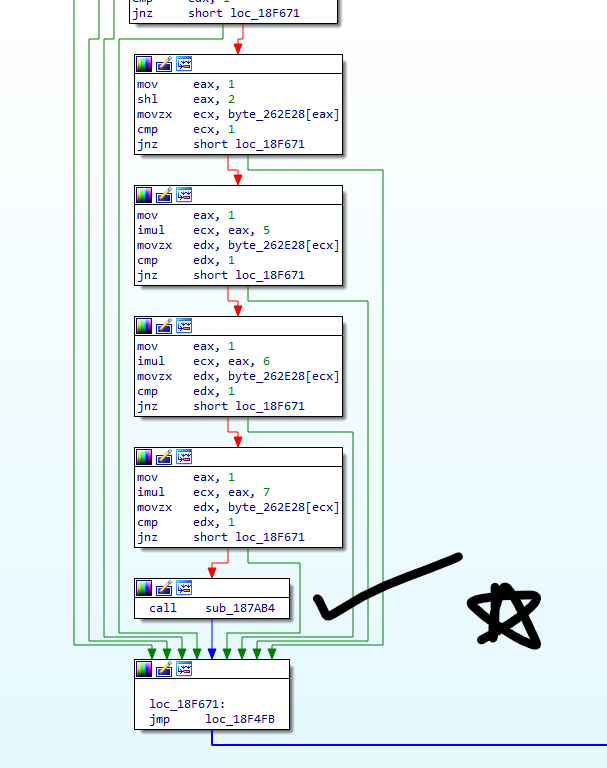 jnz short loc_18F671
mov eax, 1
shl eax, 2
movzx ecx, byte_262E28[eax]
cmp ecx, 1
jnz short loc_18F671
mov eax, 1
imul ecx, eax, 5
movzx edx, byte_262E28[ecx]
cmp edx, 1
jnz short loc_18F671
mov eax, 1
imul ecx, eax, 6
movzx edx, byte_262E28[ecx]
cmp edx, 1
jnz short loc_18F671
mov eax, 1
imul ecx, eax, 7
movzx edx, byte_262E28[ecx]
cmp edx, 1
jnz short loc_18F671
call sub_187AB4
loc_18F671:
jmp loc_18F4FB